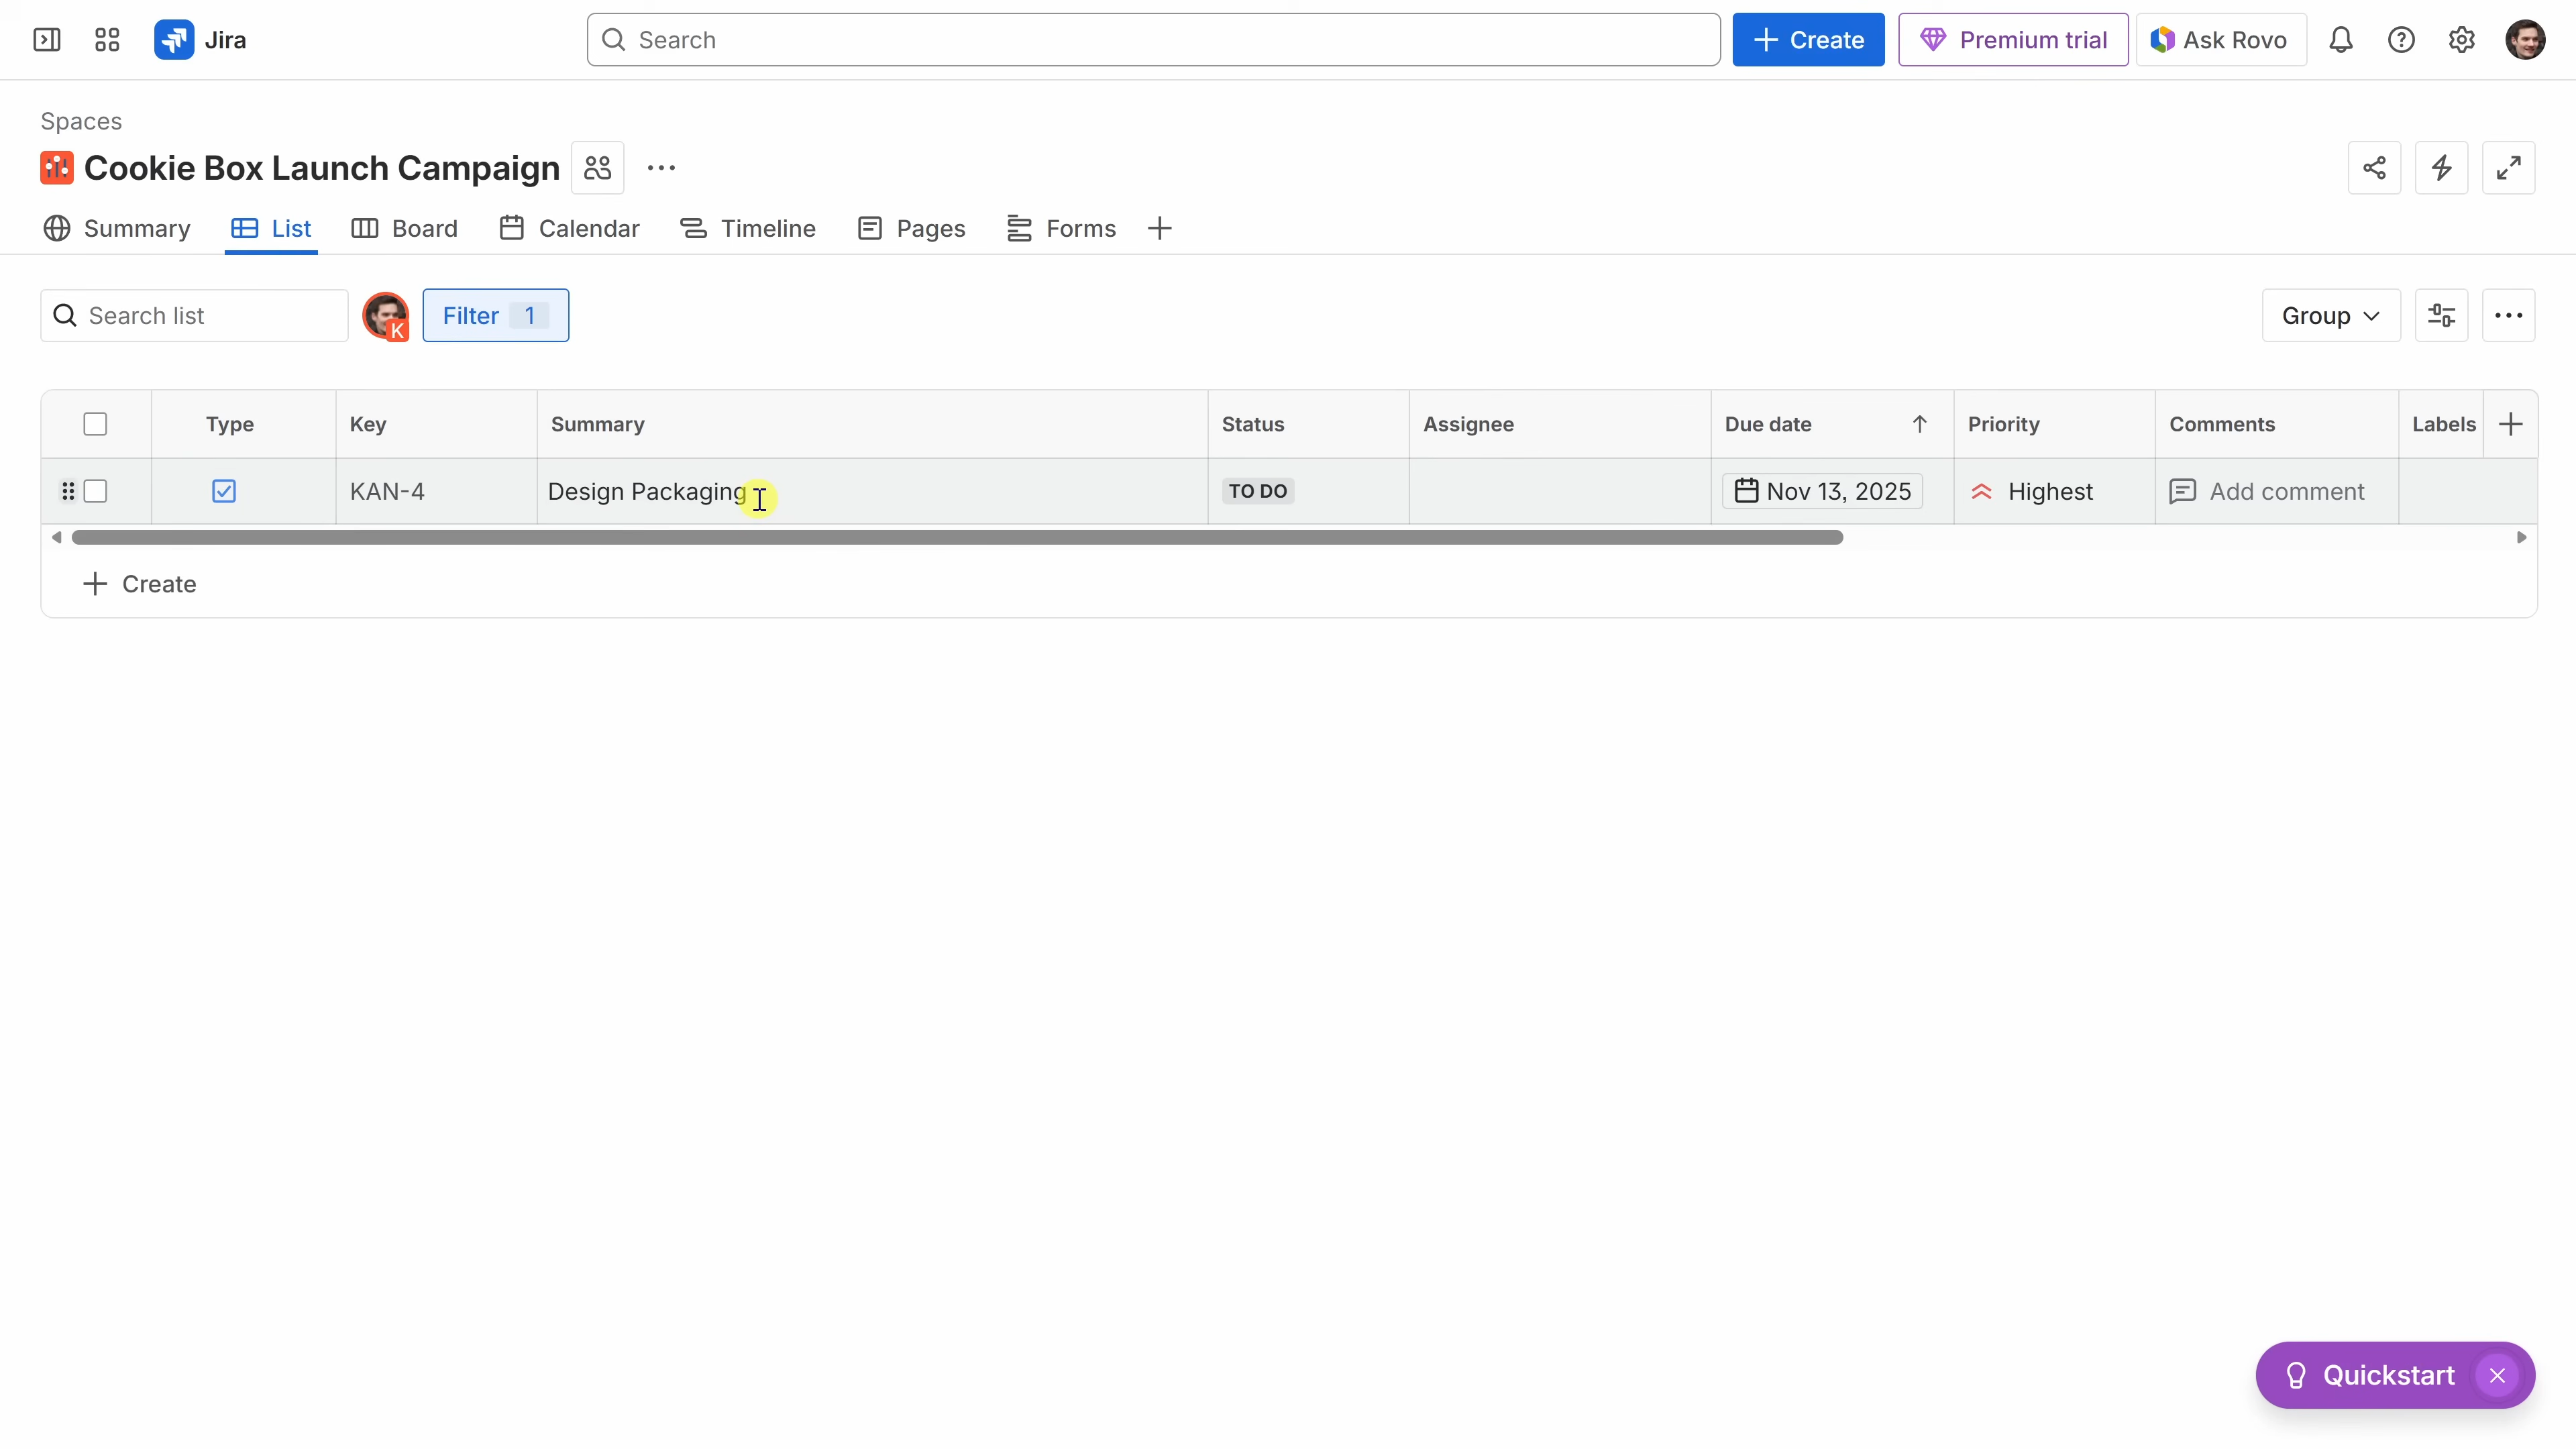 Jira
Search
Create
Premium trial
Ask Rovo
Spaces
Cookie Box Launch Campaign
Summary
List
Board
Calendar
Timeline
Pages
Forms
Search list
K
Filter 1
Group
Type Key Summary Status Assignee Due date Priority Comments Labels
KAN-4 Design Packaging TO DO Nov 13, 2025 Highest Add comment
Create
Quickstart